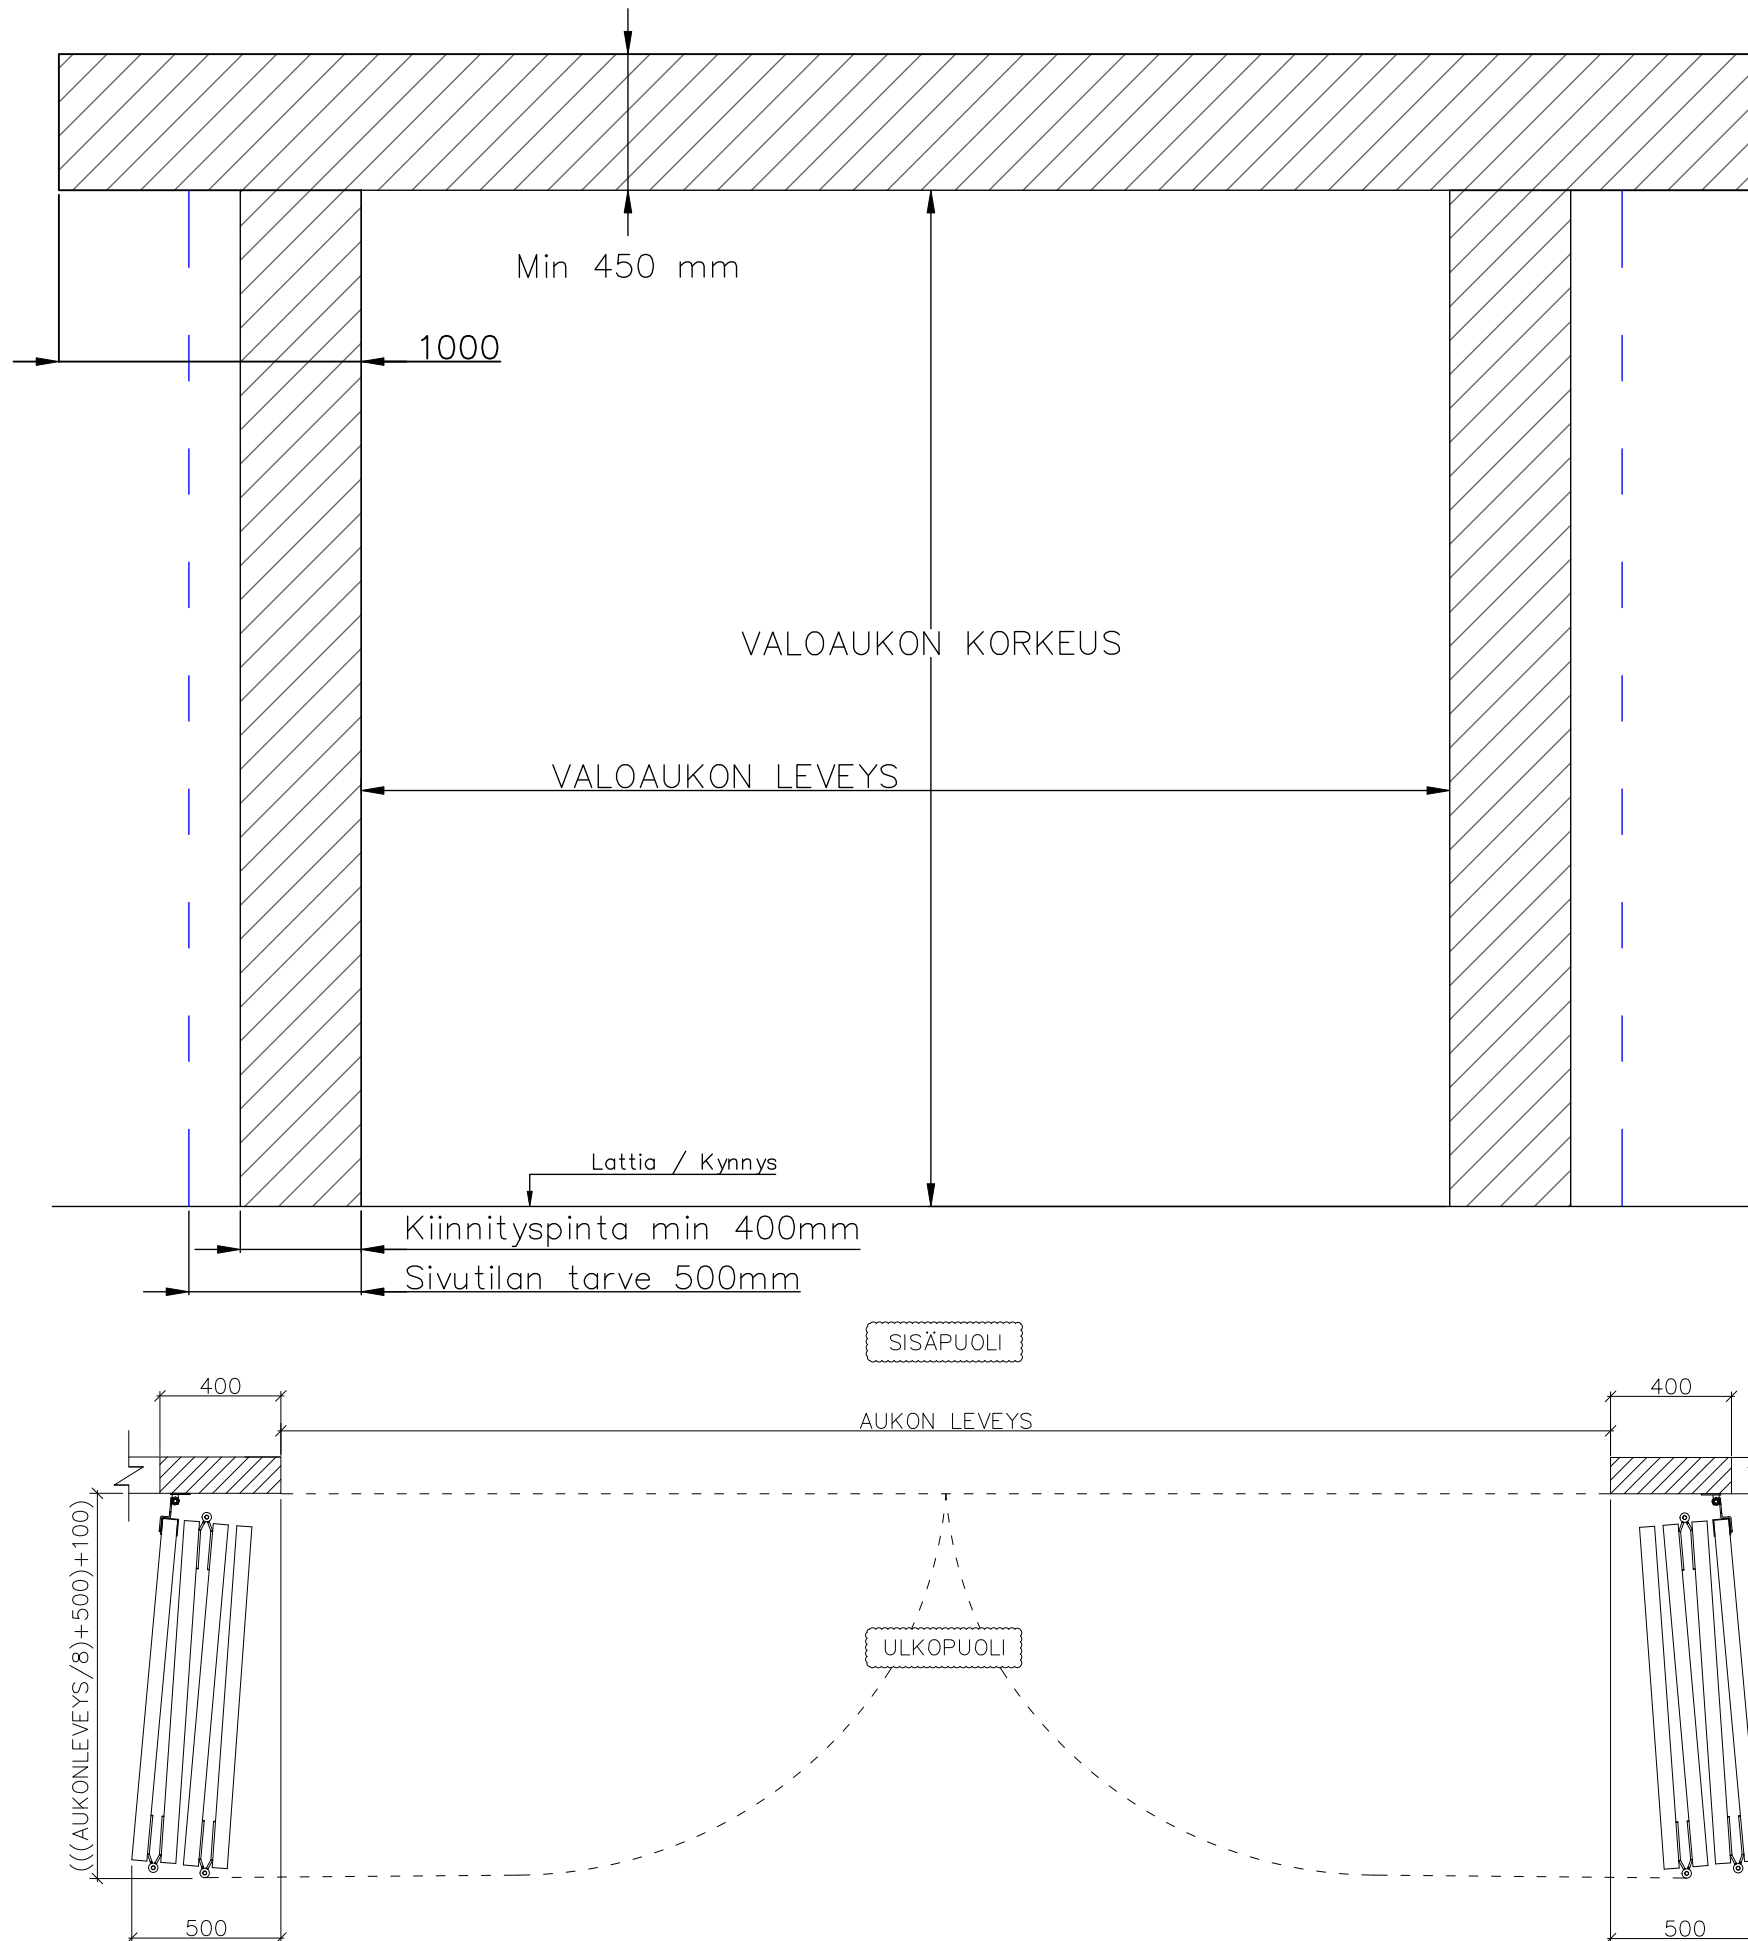 Min 450 mm
1000
VALOAUKON KORKEUS
VALOAUKON LEVEYS
Lattia / Kynnys
Kiinnityspinta min 400mm
Sivutilan tarve 500mm
SISÄPUOLI
400
400
AUKON LEVEYS
(((AUKONLEVEYS/8)+500)+100)
ULKOPUOLI
500
500